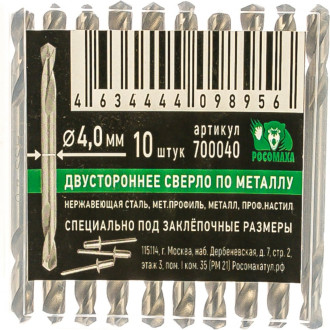 4 634444 098956
Ø4,0 мм 10 штук
артикул 700040
РОСОМАХА
ДВУСТОРОННЕЕ СВЕРЛО ПО МЕТАЛЛУ
НЕРЖАВЕЮЩАЯ СТАЛЬ, МЕТ.ПРОФИЛЬ, МЕТАЛЛ, ПРОФ.НАСТИЛ
СПЕЦИАЛЬНО ПОД ЗАКЛЁПОЧНЫЕ РАЗМЕРЫ
115114, г. Москва, наб. Дербеневская, д. 7, стр. 2,
этаж 3, пом. I ком. 35 (РМ 21) Росомахатул.рф